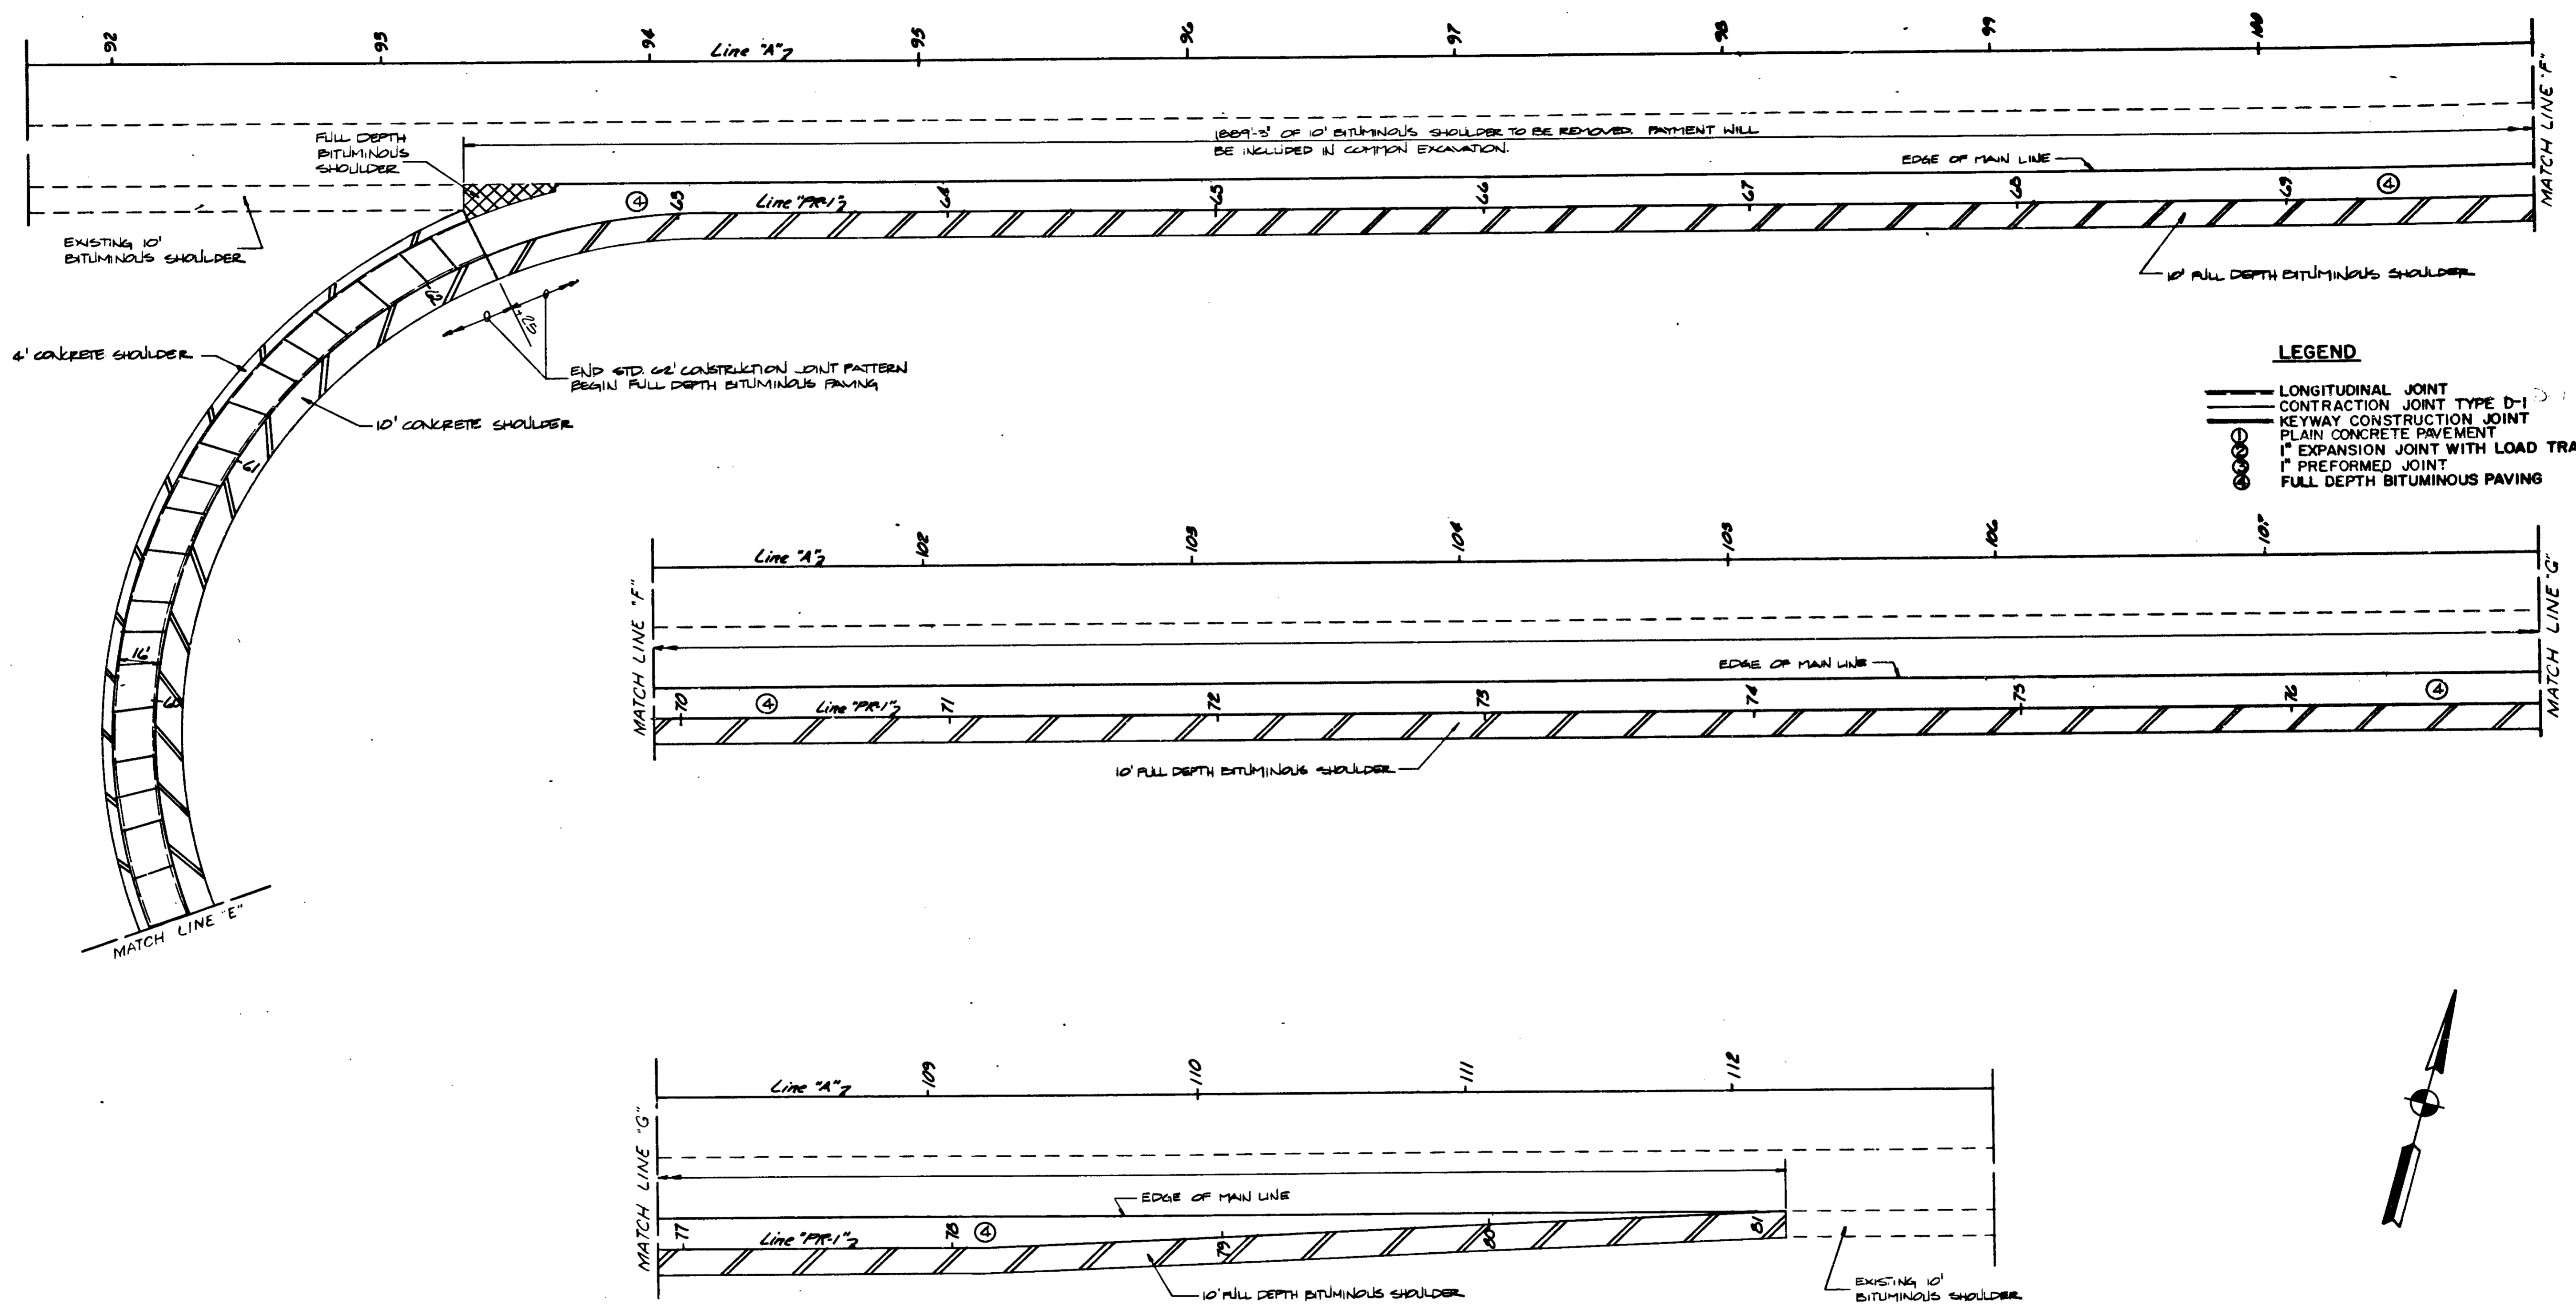 92
93
94
Line "A"
95
96
97
98
99
100
MATCH LINE "F"
FULL DEPTH
BITUMINOUS
SHOULDER
1889'-3" OF 10' BITUMINOUS SHOULDER TO BE REMOVED. PAYMENT WILL
BE INCLUDED IN COMMON EXCAVATION.
EDGE OF MAIN LINE
4
63
Line "PR-1"
64
65
66
67
68
69
4
EXISTING 10'
BITUMINOUS SHOULDER
10' FULL DEPTH BITUMINOUS SHOULDER
62
+25
4' CONCRETE SHOULDER
END STD. 62' CONSTRUCTION JOINT PATTERN
BEGIN FULL DEPTH BITUMINOUS PAVING
10' CONCRETE SHOULDER
61
16'
60
MATCH LINE "E"
LEGEND
LONGITUDINAL JOINT
CONTRACTION JOINT TYPE D-1
KEYWAY CONSTRUCTION JOINT
1 PLAIN CONCRETE PAVEMENT
1" EXPANSION JOINT WITH LOAD TRA
1" PREFORMED JOINT
4 FULL DEPTH BITUMINOUS PAVING
MATCH LINE "F"
Line "A"
102
103
104
105
106
107
MATCH LINE "G"
EDGE OF MAIN LINE
70
4
Line "PR-1"
71
72
73
74
75
76
4
10' FULL DEPTH BITUMINOUS SHOULDER
MATCH LINE "G"
Line "A"
109
110
111
112
EDGE OF MAIN LINE
77
Line "PR-1"
78
4
79
80
81
10' FULL DEPTH BITUMINOUS SHOULDER
EXISTING 10'
BITUMINOUS SHOULDER